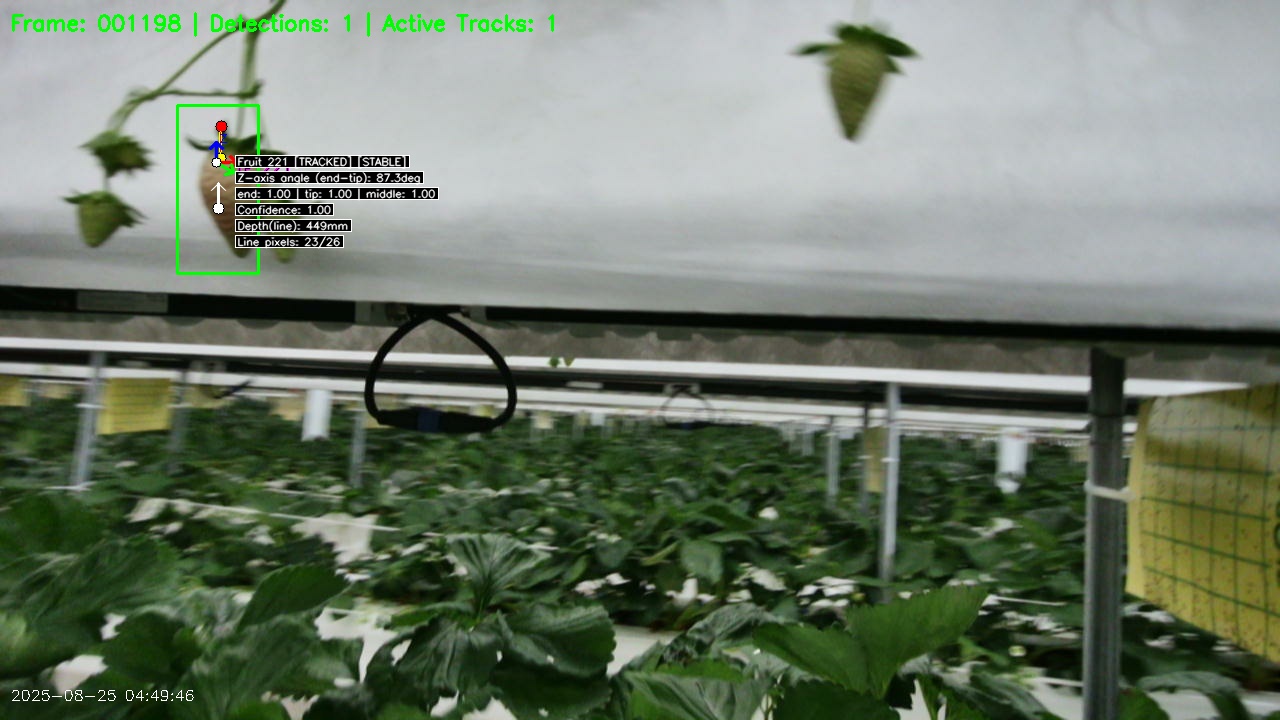 Frame: 001198 | Detections: 1 | Active Tracks: 1
Fruit 221 [TRACKED] [STABLE]
Z-axis angle (end-tip): 87.3deg
end: 1.00 | tip: 1.00 | middle: 1.00
Confidence: 1.00
Depth(line): 449mm
Line pixels: 23/26
2025-08-25 04:49:46